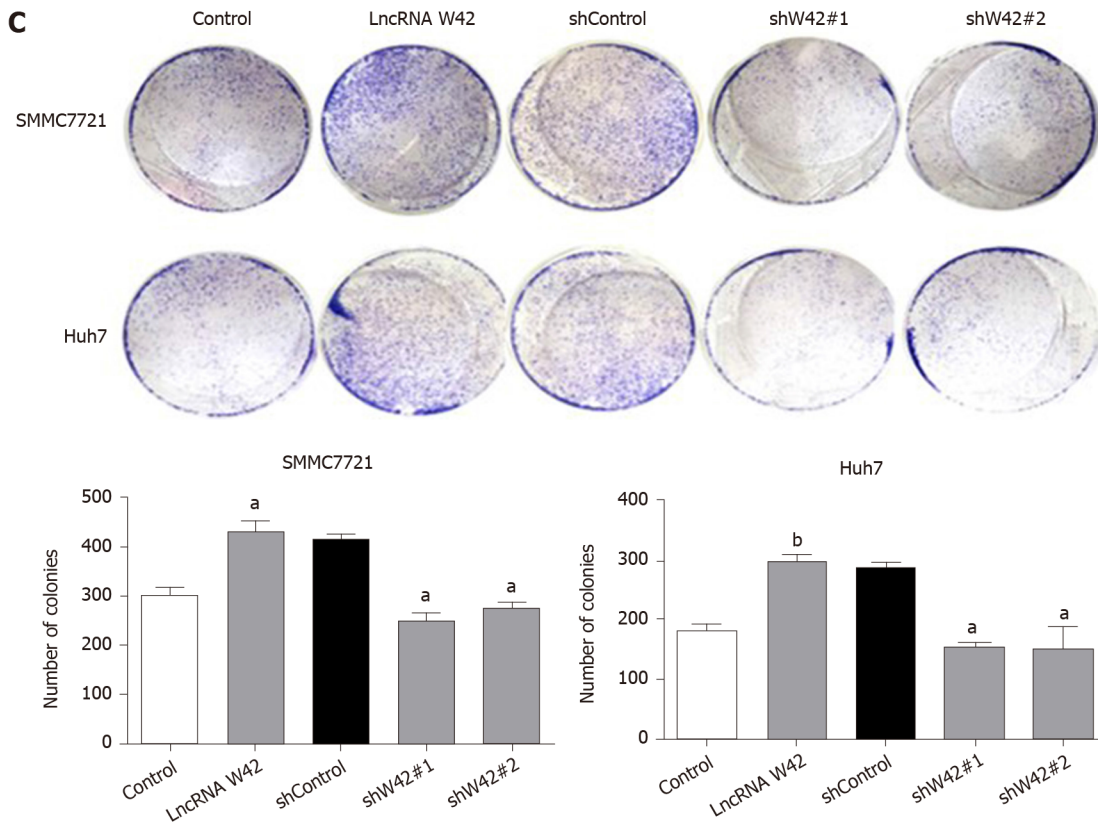 C
Control LncRNA W42 shControl shW42#1 shW42#2
SMMC7721
Huh7
SMMC7721
Number of colonies
500
400
300
200
100
0
a
a
a
Control
LncRNA W42
shControl
shW42#1
shW42#2
Huh7
Number of colonies
400
300
200
100
0
b
a
a
Control
LncRNA W42
shControl
shW42#1
shW42#2